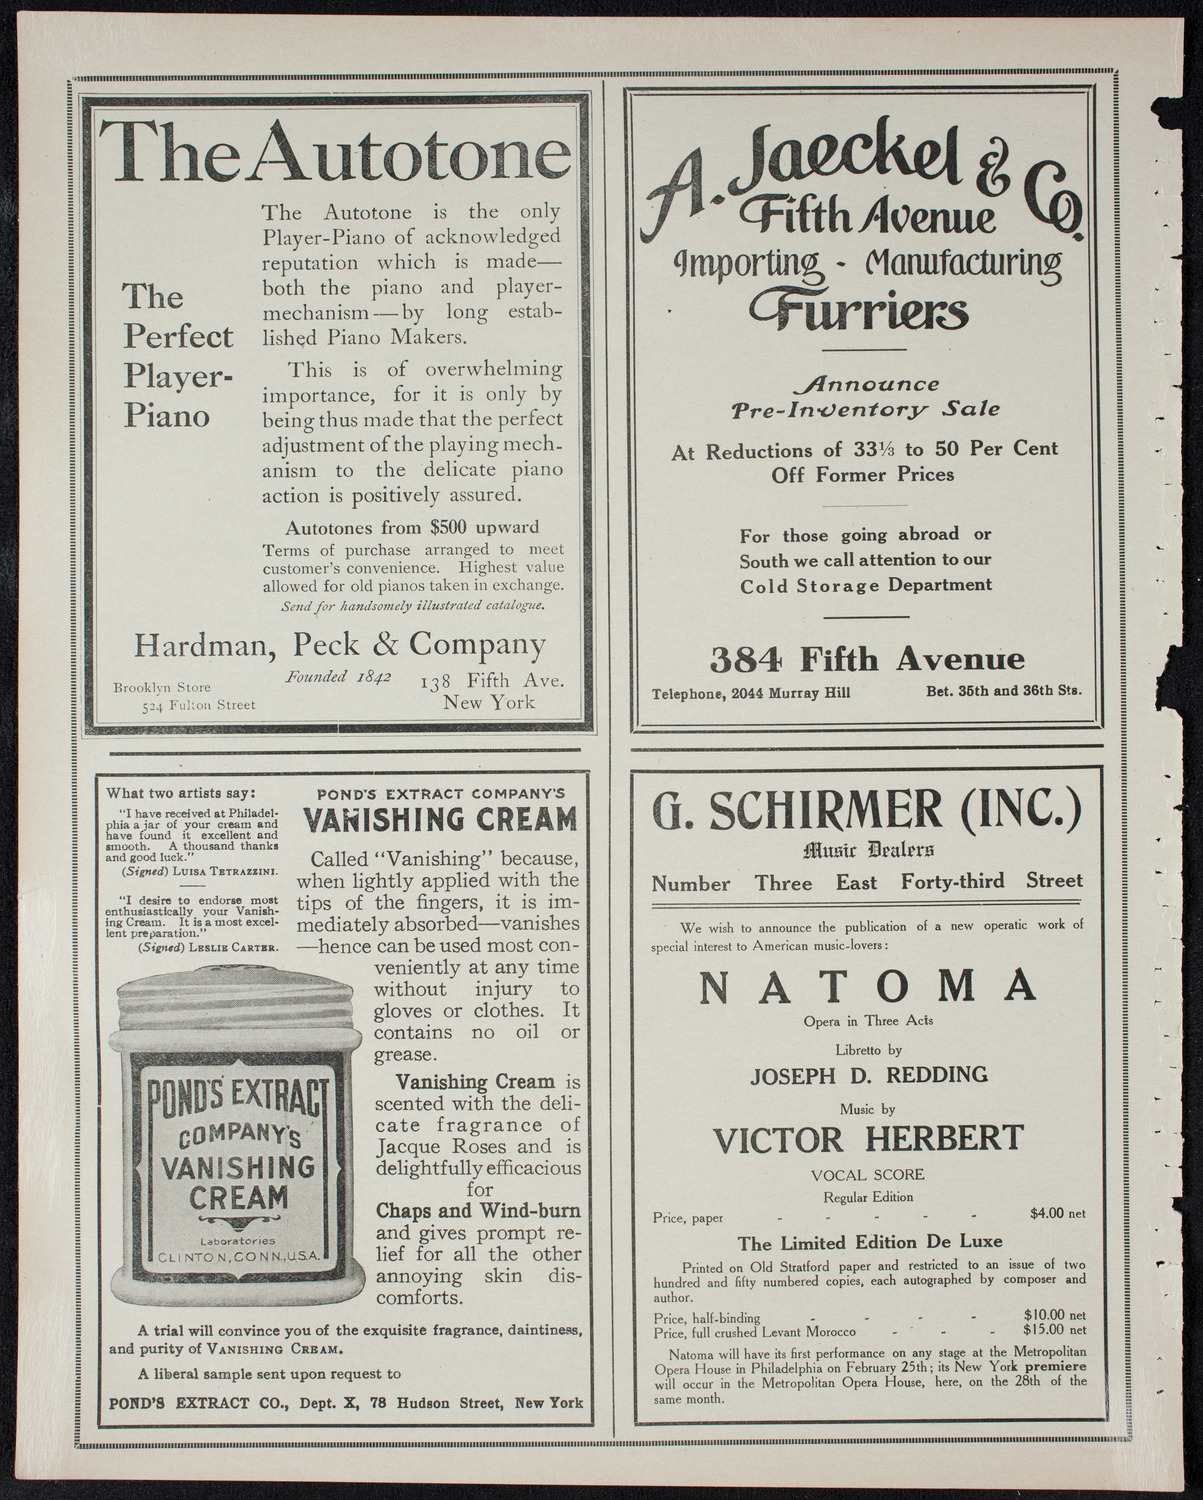 The Autotone
The
Perfect
Player-
Piano
The Autotone is the only
Player-Piano of acknowledged
reputation which is made—
both the piano and player-
mechanism—by long estab-
lished Piano Makers.
This is of overwhelming
importance, for it is only by
being thus made that the perfect
adjustment of the playing mech-
anism to the delicate piano
action is positively assured.
Autotones from $500 upward
Terms of purchase arranged to meet
customer's convenience. Highest value
allowed for old pianos taken in exchange.
Send for handsomely illustrated catalogue.
Hardman, Peck & Company
Founded 1842
Brooklyn Store
524 Fulton Street
138 Fifth Ave.
New York
A. Jaeckel & Co.
Fifth Avenue
Importing - Manufacturing
Furriers
Announce
Pre-Inventory Sale
At Reductions of 33⅓ to 50 Per Cent
Off Former Prices
For those going abroad or
South we call attention to our
Cold Storage Department
384 Fifth Avenue
Telephone, 2044 Murray Hill Bet. 35th and 36th Sts.
What two artists say:
"I have received at Philadel-
phia a jar of your cream and
have found it excellent and
smooth. A thousand thanks
and good luck."
(Signed) LUISA TETRAZZINI.
"I desire to endorse most
enthusiastically your Vanish-
ing Cream. It is a most excel-
lent preparation."
(Signed) LESLIE CARTER.
POND'S EXTRACT COMPANY'S
VANISHING CREAM
Called "Vanishing" because,
when lightly applied with the
tips of the fingers, it is im-
mediately absorbed—vanishes
—hence can be used most con-
veniently at any time
without injury to
gloves or clothes. It
contains no oil or
grease.
Vanishing Cream is
scented with the deli-
cate fragrance of
Jacque Roses and is
delightfully efficacious
for
Chaps and Wind-burn
and gives prompt re-
lief for all the other
annoying skin dis-
comforts.
POND'S EXTRACT
COMPANY'S
VANISHING
CREAM
Laboratories
CLINTON, CONN., U.S.A.
A trial will convince you of the exquisite fragrance, daintiness,
and purity of VANISHING CREAM.
A liberal sample sent upon request to
POND'S EXTRACT CO., Dept. X, 78 Hudson Street, New York
G. SCHIRMER (INC.)
Music Dealers
Number Three East Forty-third Street
We wish to announce the publication of a new operatic work of
special interest to American music-lovers:
NATOMA
Opera in Three Acts
Libretto by
JOSEPH D. REDDING
Music by
VICTOR HERBERT
VOCAL SCORE
Regular Edition
Price, paper - - - - - $4.00 net
The Limited Edition De Luxe
Printed on Old Stratford paper and restricted to an issue of two
hundred and fifty numbered copies, each autographed by composer and
author.
Price, half-binding - - - - $10.00 net
Price, full crushed Levant Morocco - - - $15.00 net
Natoma will have its first performance on any stage at the Metropolitan
Opera House in Philadelphia on February 25th; its New York premiere
will occur in the Metropolitan Opera House, here, on the 28th of the
same month.